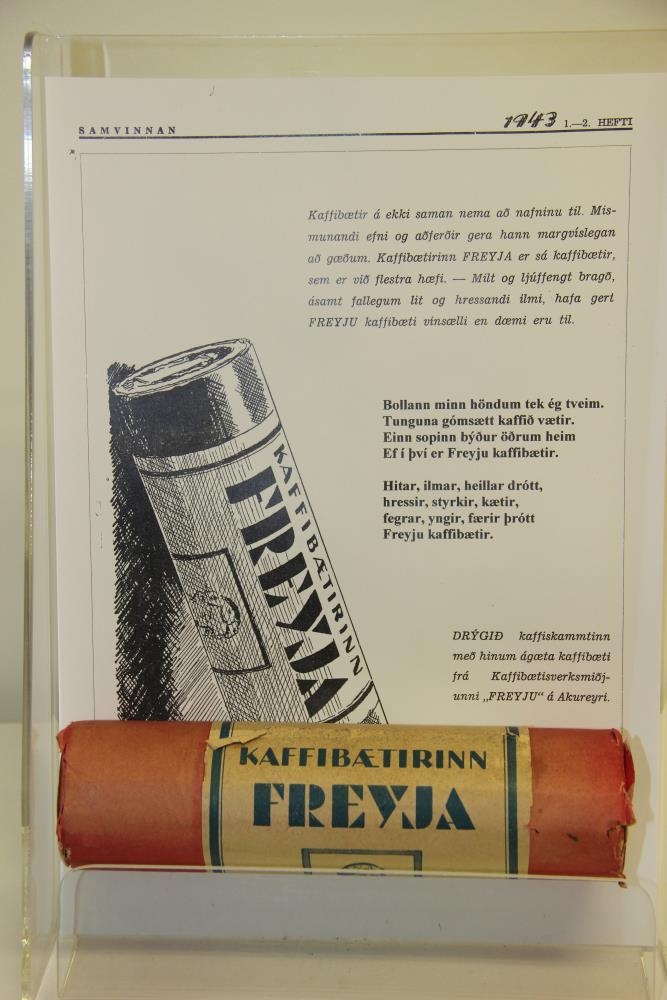 SAMVINNAN
1943 1.—2. HEFTI
Kaffibætir á ekki saman nema að nafninu til. Mis-
munandi efni og aðferðir gera hann margvíslegan
að gæðum. Kaffibætirinn FREYJA er sá kaffibætir,
sem er við flestra hæfi. — Milt og ljúffengt bragð,
ásamt fallegum lit og hressandi ilmi, hafa gert
FREYJU kaffibæti vinsælli en dæmi eru til.
Bollann minn höndum tek ég tveim.
Tunguna gómsætt kaffið vætir.
Einn sopinn býður öðrum heim
Ef í því er Freyju kaffibætir.
Hitar, ilmar, heillar drótt,
hressir, styrkir, kætir,
fegrar, yngir, færir þrótt
Freyju kaffibætir.
KAFFIBÆTIRINN
FREYJA
DRÝGIÐ kaffiskammtinn
með hinum ágæta kaffibæti
frá Kaffibætisverksmiðj-
unni „FREYJU“ á Akureyri.
KAFFIBÆTIRINN
FREYJA